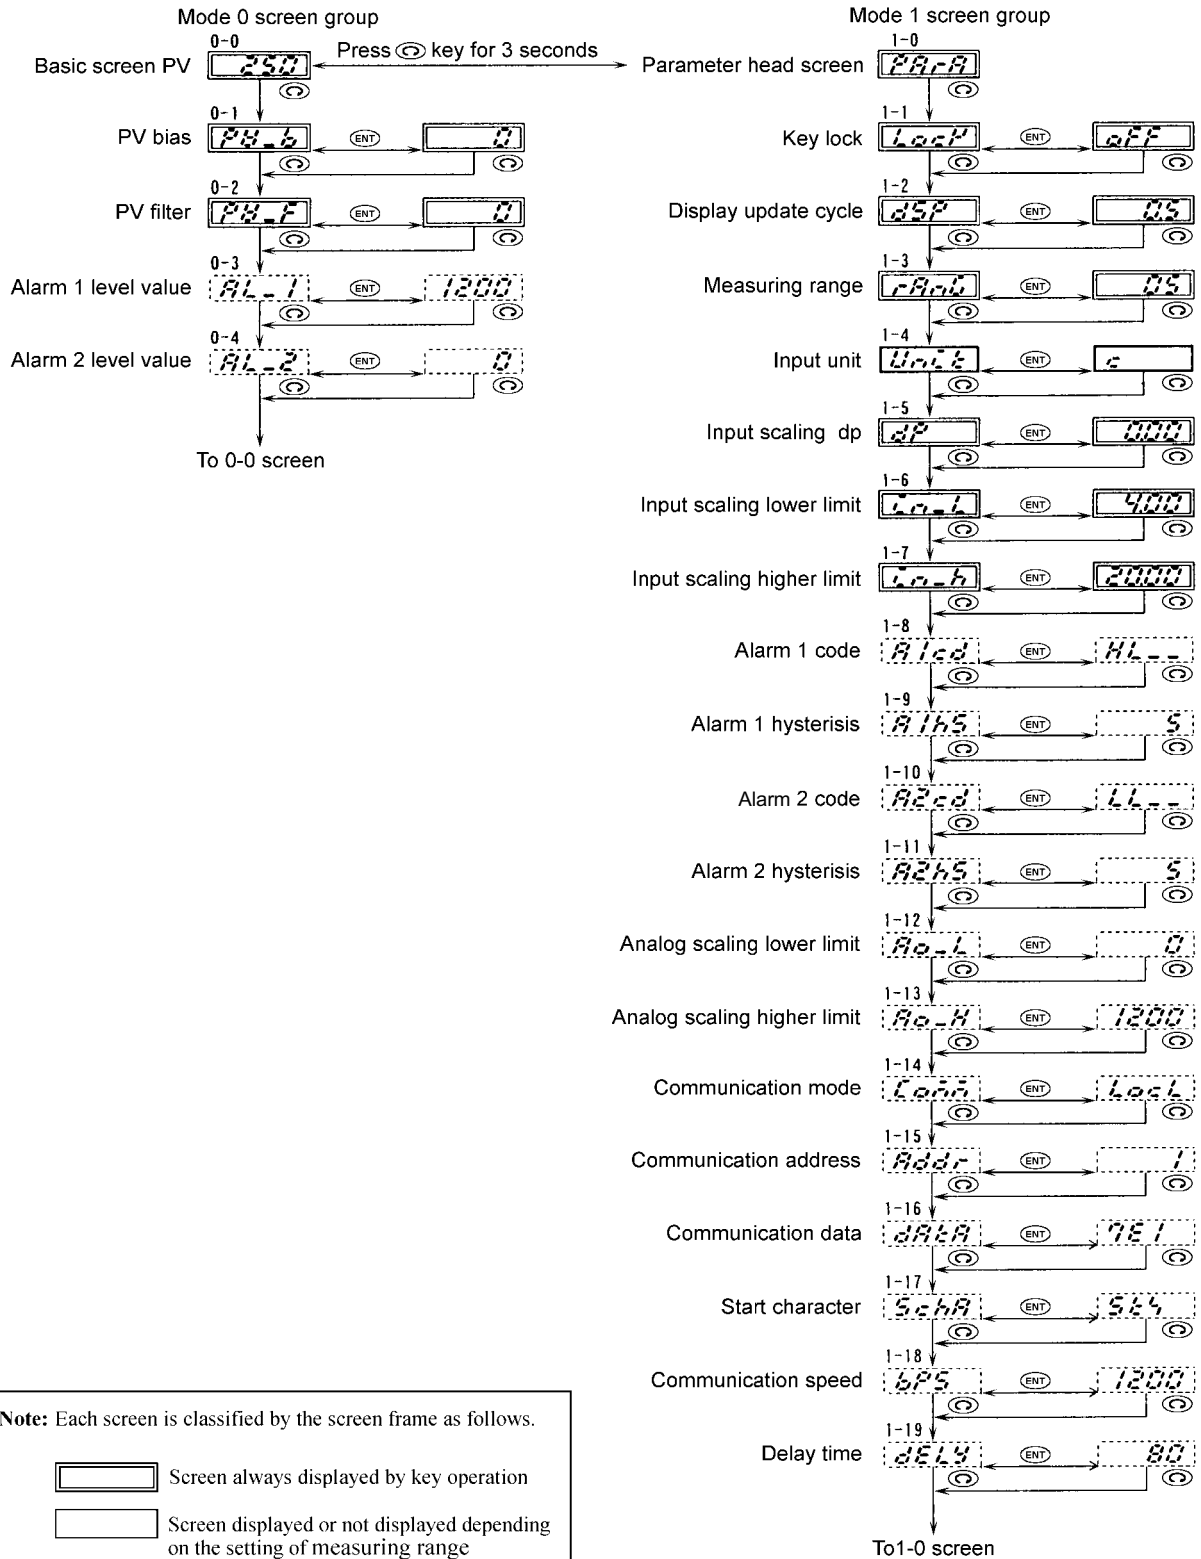 Mode 0 screen group
0-0
Basic screen PV
250
Press key for 3 seconds
0-1
PV bias
PV_b
ENT
0
0-2
PV filter
PV_F
ENT
0
0-3
Alarm 1 level value
AL_1
ENT
1200
0-4
Alarm 2 level value
AL_2
ENT
0
To 0-0 screen
Mode 1 screen group
1-0
Parameter head screen
PArA
1-1
Key lock
LocK
ENT
oFF
1-2
Display update cycle
dSP
ENT
0.5
1-3
Measuring range
rAnG
ENT
05
1-4
Input unit
Unit
ENT
c
1-5
Input scaling dp
dP
ENT
0.00
1-6
Input scaling lower limit
in_L
ENT
4.00
1-7
Input scaling higher limit
in_h
ENT
20.00
1-8
Alarm 1 code
A1cd
ENT
HL__
1-9
Alarm 1 hysterisis
A1hS
ENT
5
1-10
Alarm 2 code
A2cd
ENT
LL__
1-11
Alarm 2 hysterisis
A2hS
ENT
5
1-12
Analog scaling lower limit
Ao_L
ENT
0
1-13
Analog scaling higher limit
Ao_H
ENT
1200
1-14
Communication mode
Comm
ENT
LocL
1-15
Communication address
Addr
ENT
1
1-16
Communication data
dAtA
ENT
7E1
1-17
Start character
SchA
ENT
1-18
Communication speed
bPS
ENT
1200
1-19
Delay time
dELY
ENT
80
To1-0 screen
Note: Each screen is classified by the screen frame as follows.
Screen always displayed by key operation
Screen displayed or not displayed depending
on the setting of measuring range